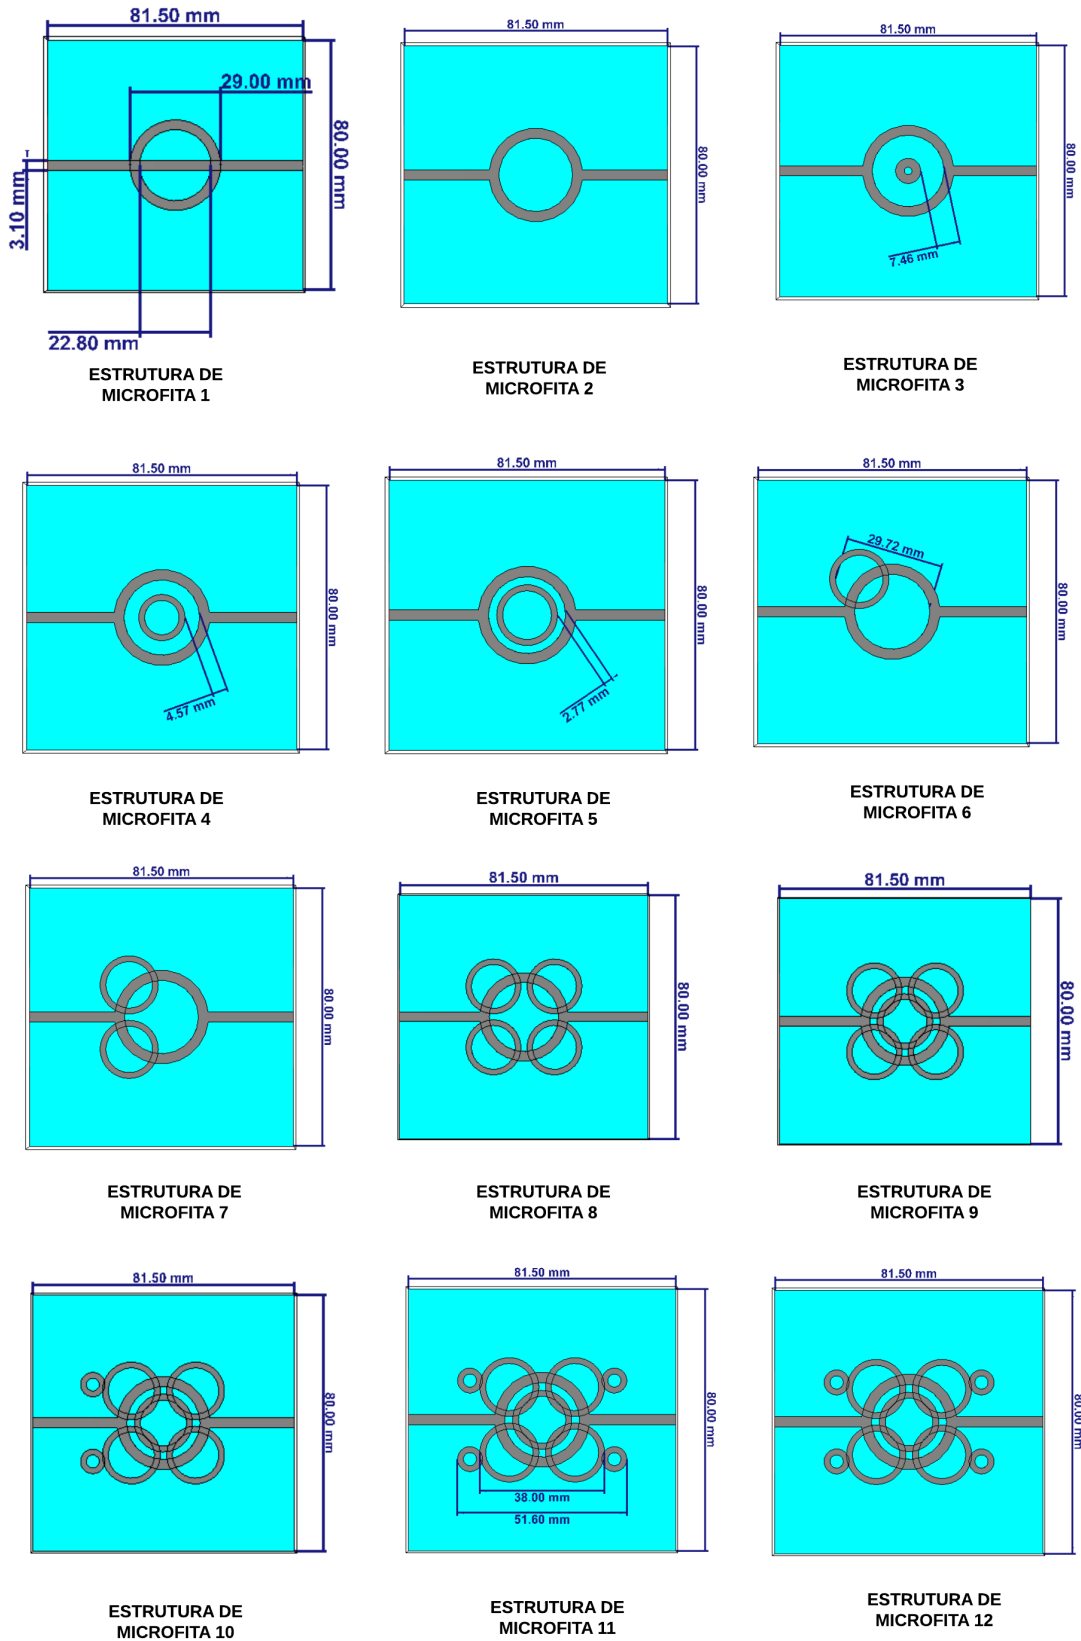 81.50 mm
29.00 mm
80.00 mm
3.10 mm
22.80 mm
ESTRUTURA DE
MICROFITA 1
81.50 mm
80.00 mm
ESTRUTURA DE
MICROFITA 2
81.50 mm
80.00 mm
7.46 mm
ESTRUTURA DE
MICROFITA 3
81.50 mm
80.00 mm
4.57 mm
ESTRUTURA DE
MICROFITA 4
81.50 mm
80.00 mm
2.77 mm
ESTRUTURA DE
MICROFITA 5
81.50 mm
29.72 mm
80.00 mm
ESTRUTURA DE
MICROFITA 6
81.50 mm
80.00 mm
ESTRUTURA DE
MICROFITA 7
81.50 mm
80.00 mm
ESTRUTURA DE
MICROFITA 8
81.50 mm
80.00 mm
ESTRUTURA DE
MICROFITA 9
81.50 mm
80.00 mm
ESTRUTURA DE
MICROFITA 10
81.50 mm
80.00 mm
38.00 mm
51.60 mm
ESTRUTURA DE
MICROFITA 11
81.50 mm
80.00 mm
ESTRUTURA DE
MICROFITA 12